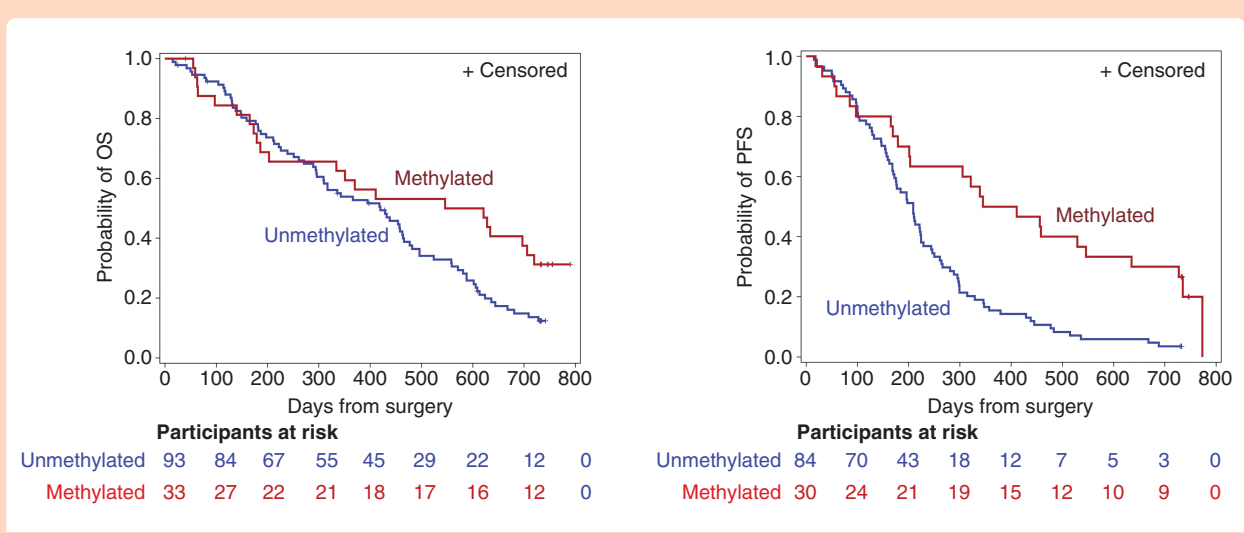 Probability of OS
1.0
0.8
0.6
0.4
0.2
0.0
+ Censored
Methylated
Unmethylated
0 100 200 300 400 500 600 700 800
Days from surgery
Participants at risk
Unmethylated 93 84 67 55 45 29 22 12 0
Methylated 33 27 22 21 18 17 16 12 0
Probability of PFS
1.0
0.8
0.6
0.4
0.2
0.0
+ Censored
Methylated
Unmethylated
0 100 200 300 400 500 600 700 800
Days from surgery
Participants at risk
Unmethylated 84 70 43 18 12 7 5 3 0
Methylated 30 24 21 19 15 12 10 9 0